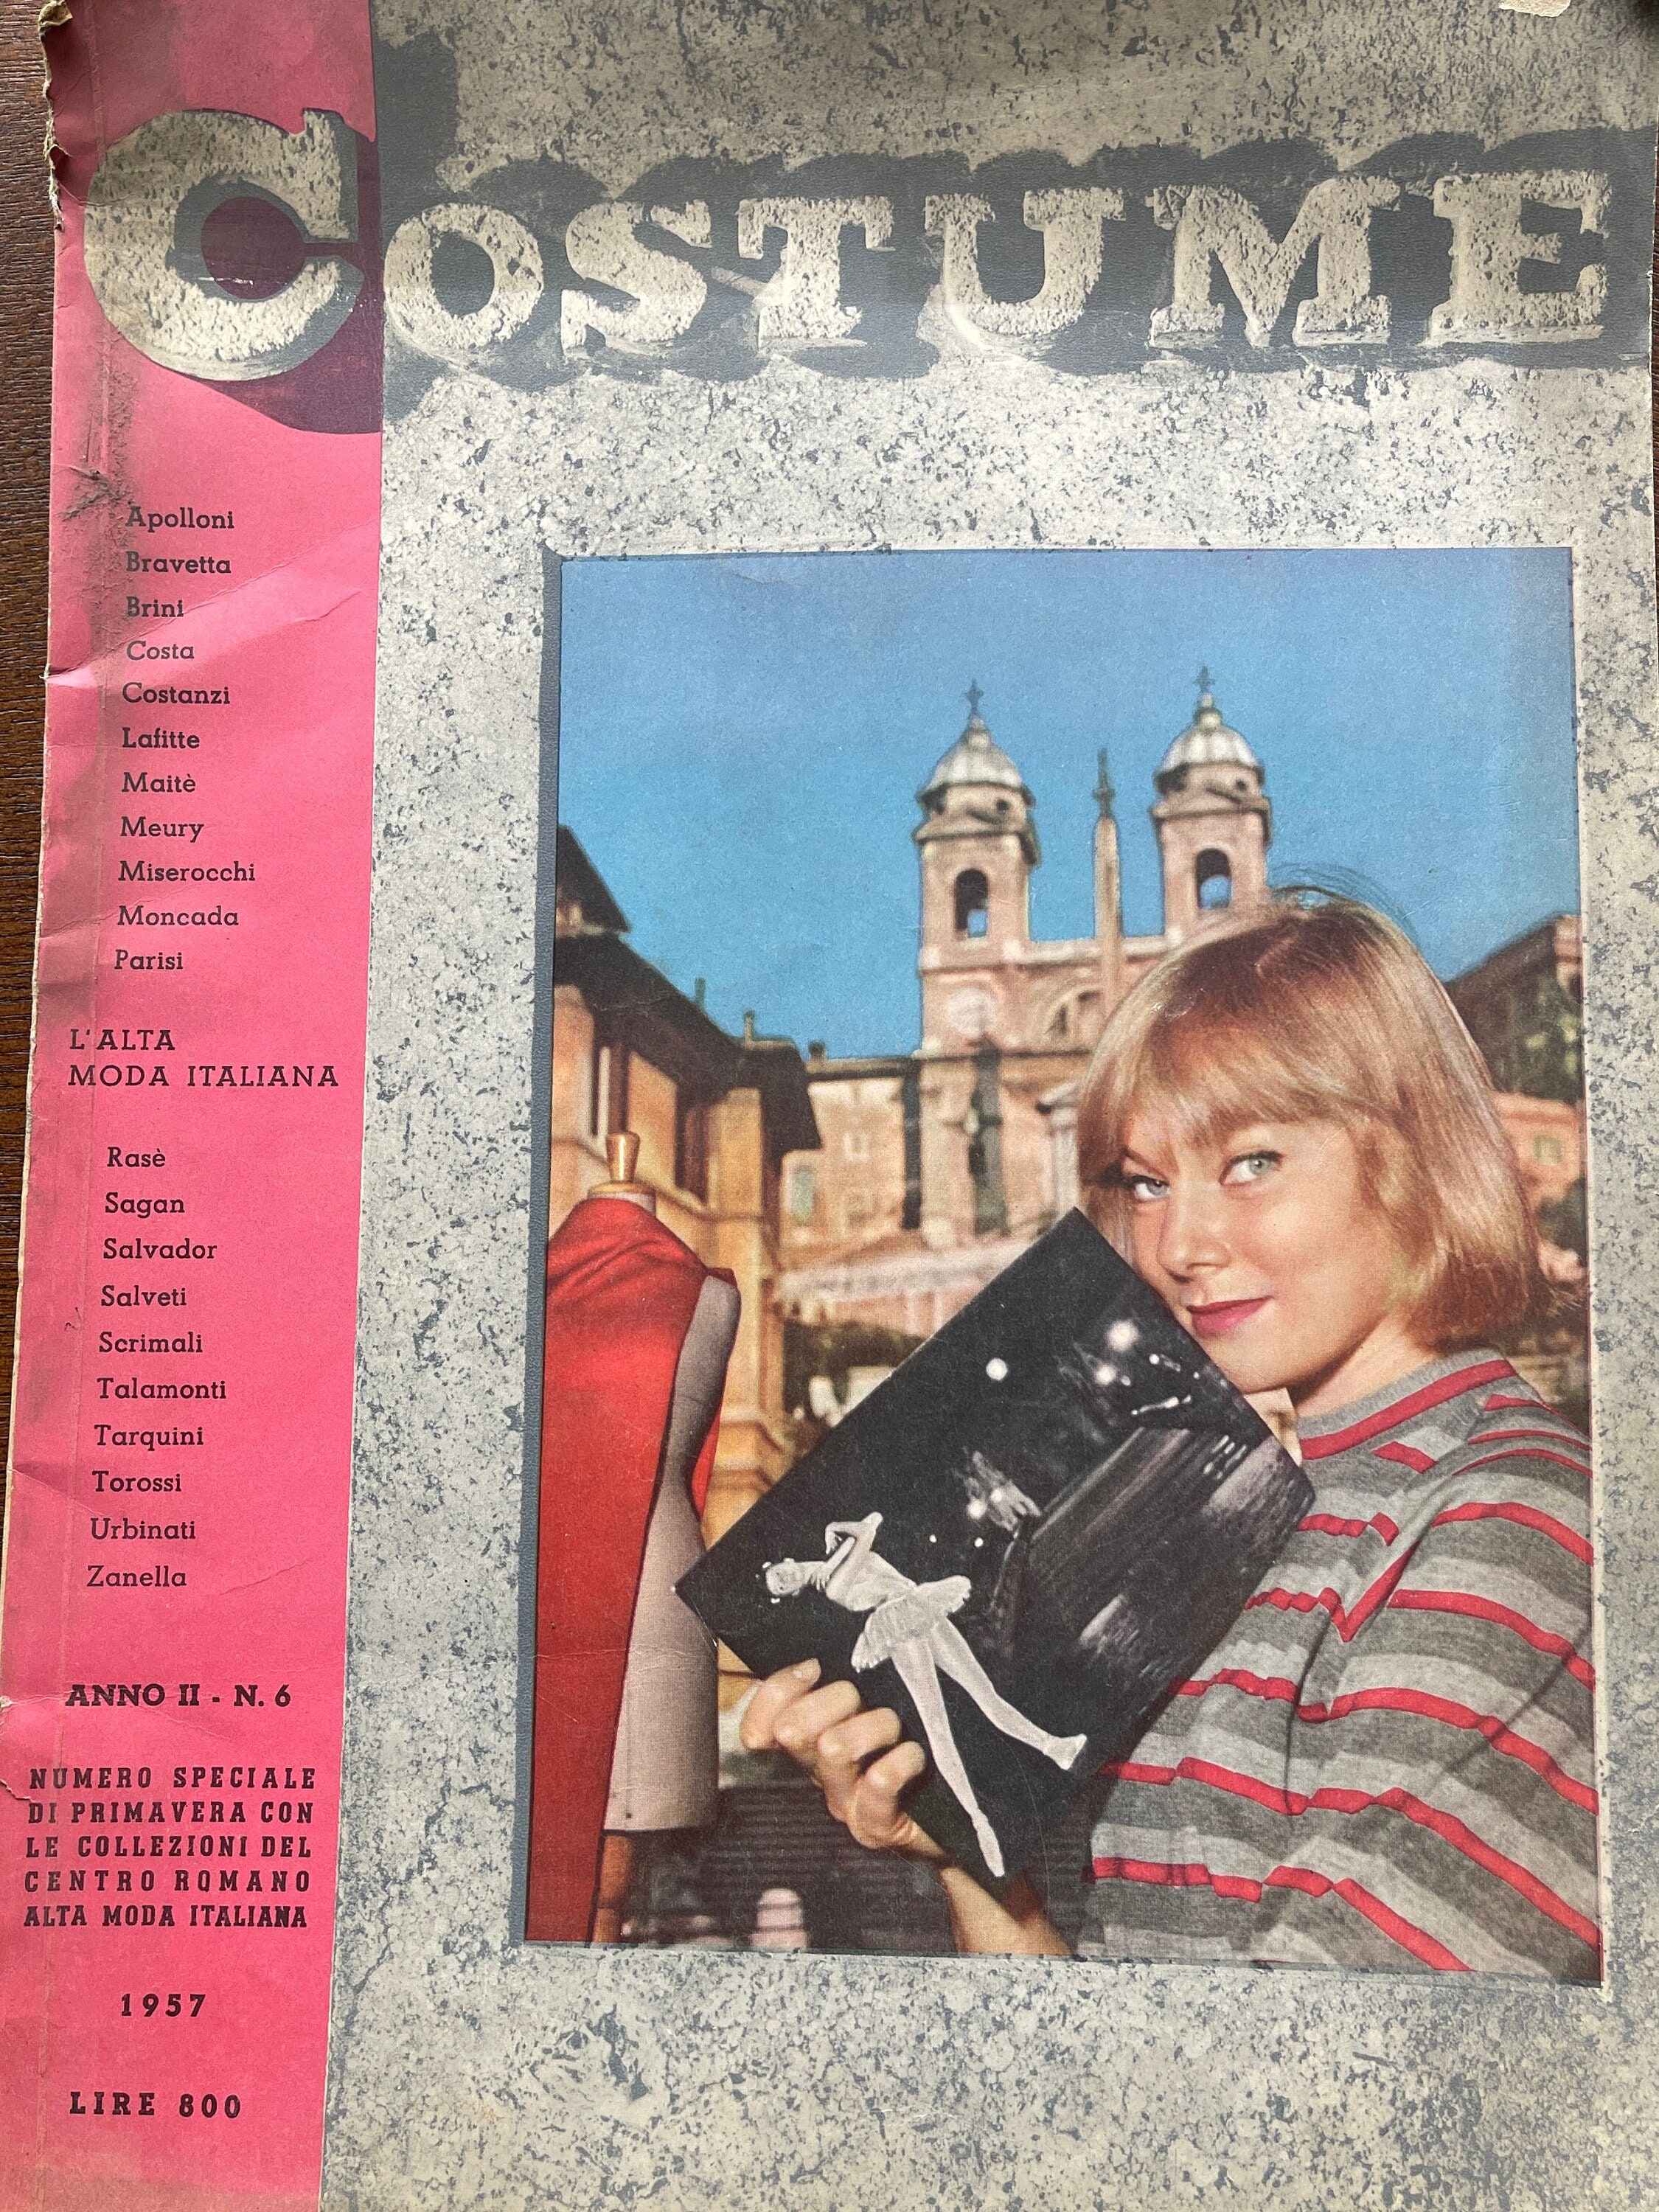 COSTUME
Apolloni
Bravetta
Brini
Costa
Costanzi
Lafitte
Maitè
Meury
Miserocchi
Moncada
Parisi
L'ALTA
MODA ITALIANA
Rasè
Sagan
Salvador
Salveti
Scrimali
Talamonti
Tarquini
Torossi
Urbinati
Zanella
ANNO II - N. 6
NUMERO SPECIALE
DI PRIMAVERA CON
LE COLLEZIONI DEL
CENTRO ROMANO
ALTA MODA ITALIANA
1957
LIRE 800